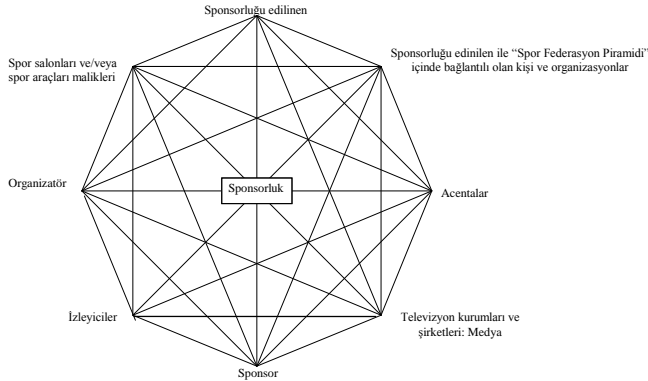 Sponsorluğu edilinen
Spor salonları ve/veya
spor araçları malikleri
Sponsorluğu edinilen ile “Spor Federasyon Piramidi”
içinde bağlantılı olan kişi ve organizasyonlar
Organizatör
Sponsorluk
Acentalar
İzleyiciler
Televizyon kurumları ve
şirketleri: Medya
Sponsor